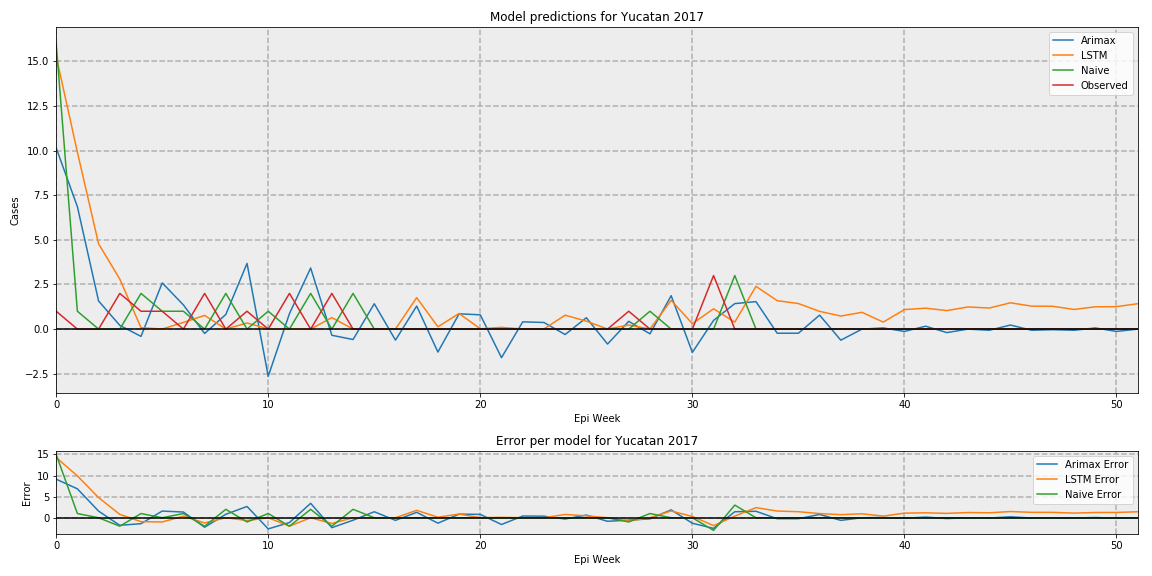 Model predictions for Yucatan 2017
Arimax
LSTM
Naive
Observed
15.0
12.5
10.0
7.5
5.0
2.5
0.0
−2.5
Cases
0 10 20 30 40 50
Epi Week
Error per model for Yucatan 2017
Arimax Error
LSTM Error
Naive Error
15
10
5
0
Error
0 10 20 30 40 50
Epi Week